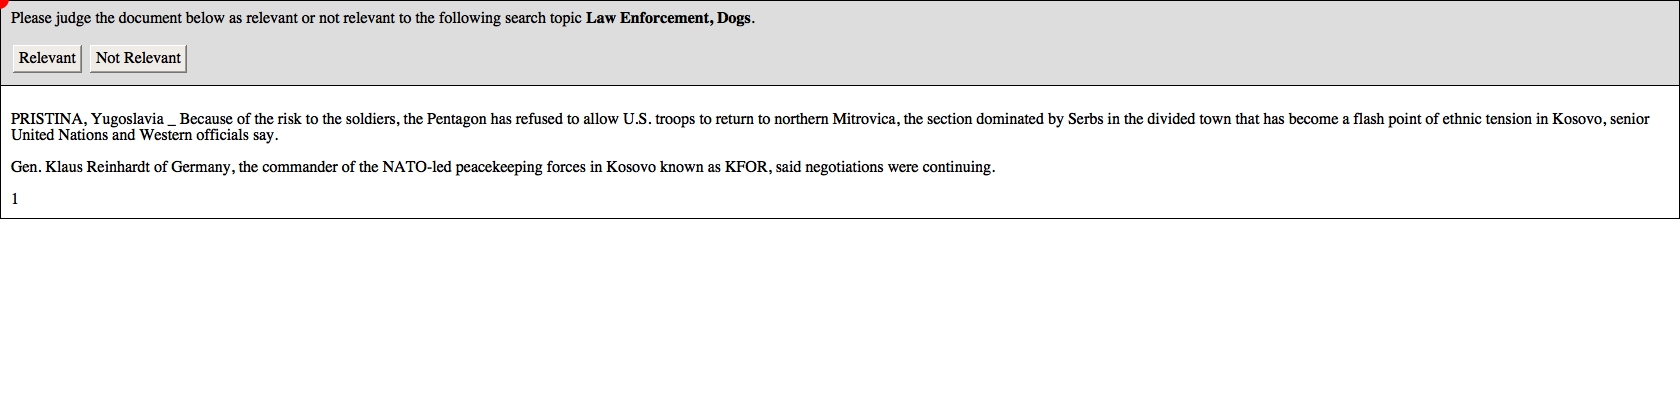 Please judge the document below as relevant or not relevant to the following search topic Law Enforcement, Dogs.
Relevant Not Relevant
PRISTINA, Yugoslavia _ Because of the risk to the soldiers, the Pentagon has refused to allow U.S. troops to return to northern Mitrovica, the section dominated by Serbs in the divided town that has become a flash point of ethnic tension in Kosovo, senior
United Nations and Western officials say.
Gen. Klaus Reinhardt of Germany, the commander of the NATO-led peacekeeping forces in Kosovo known as KFOR, said negotiations were continuing.
1